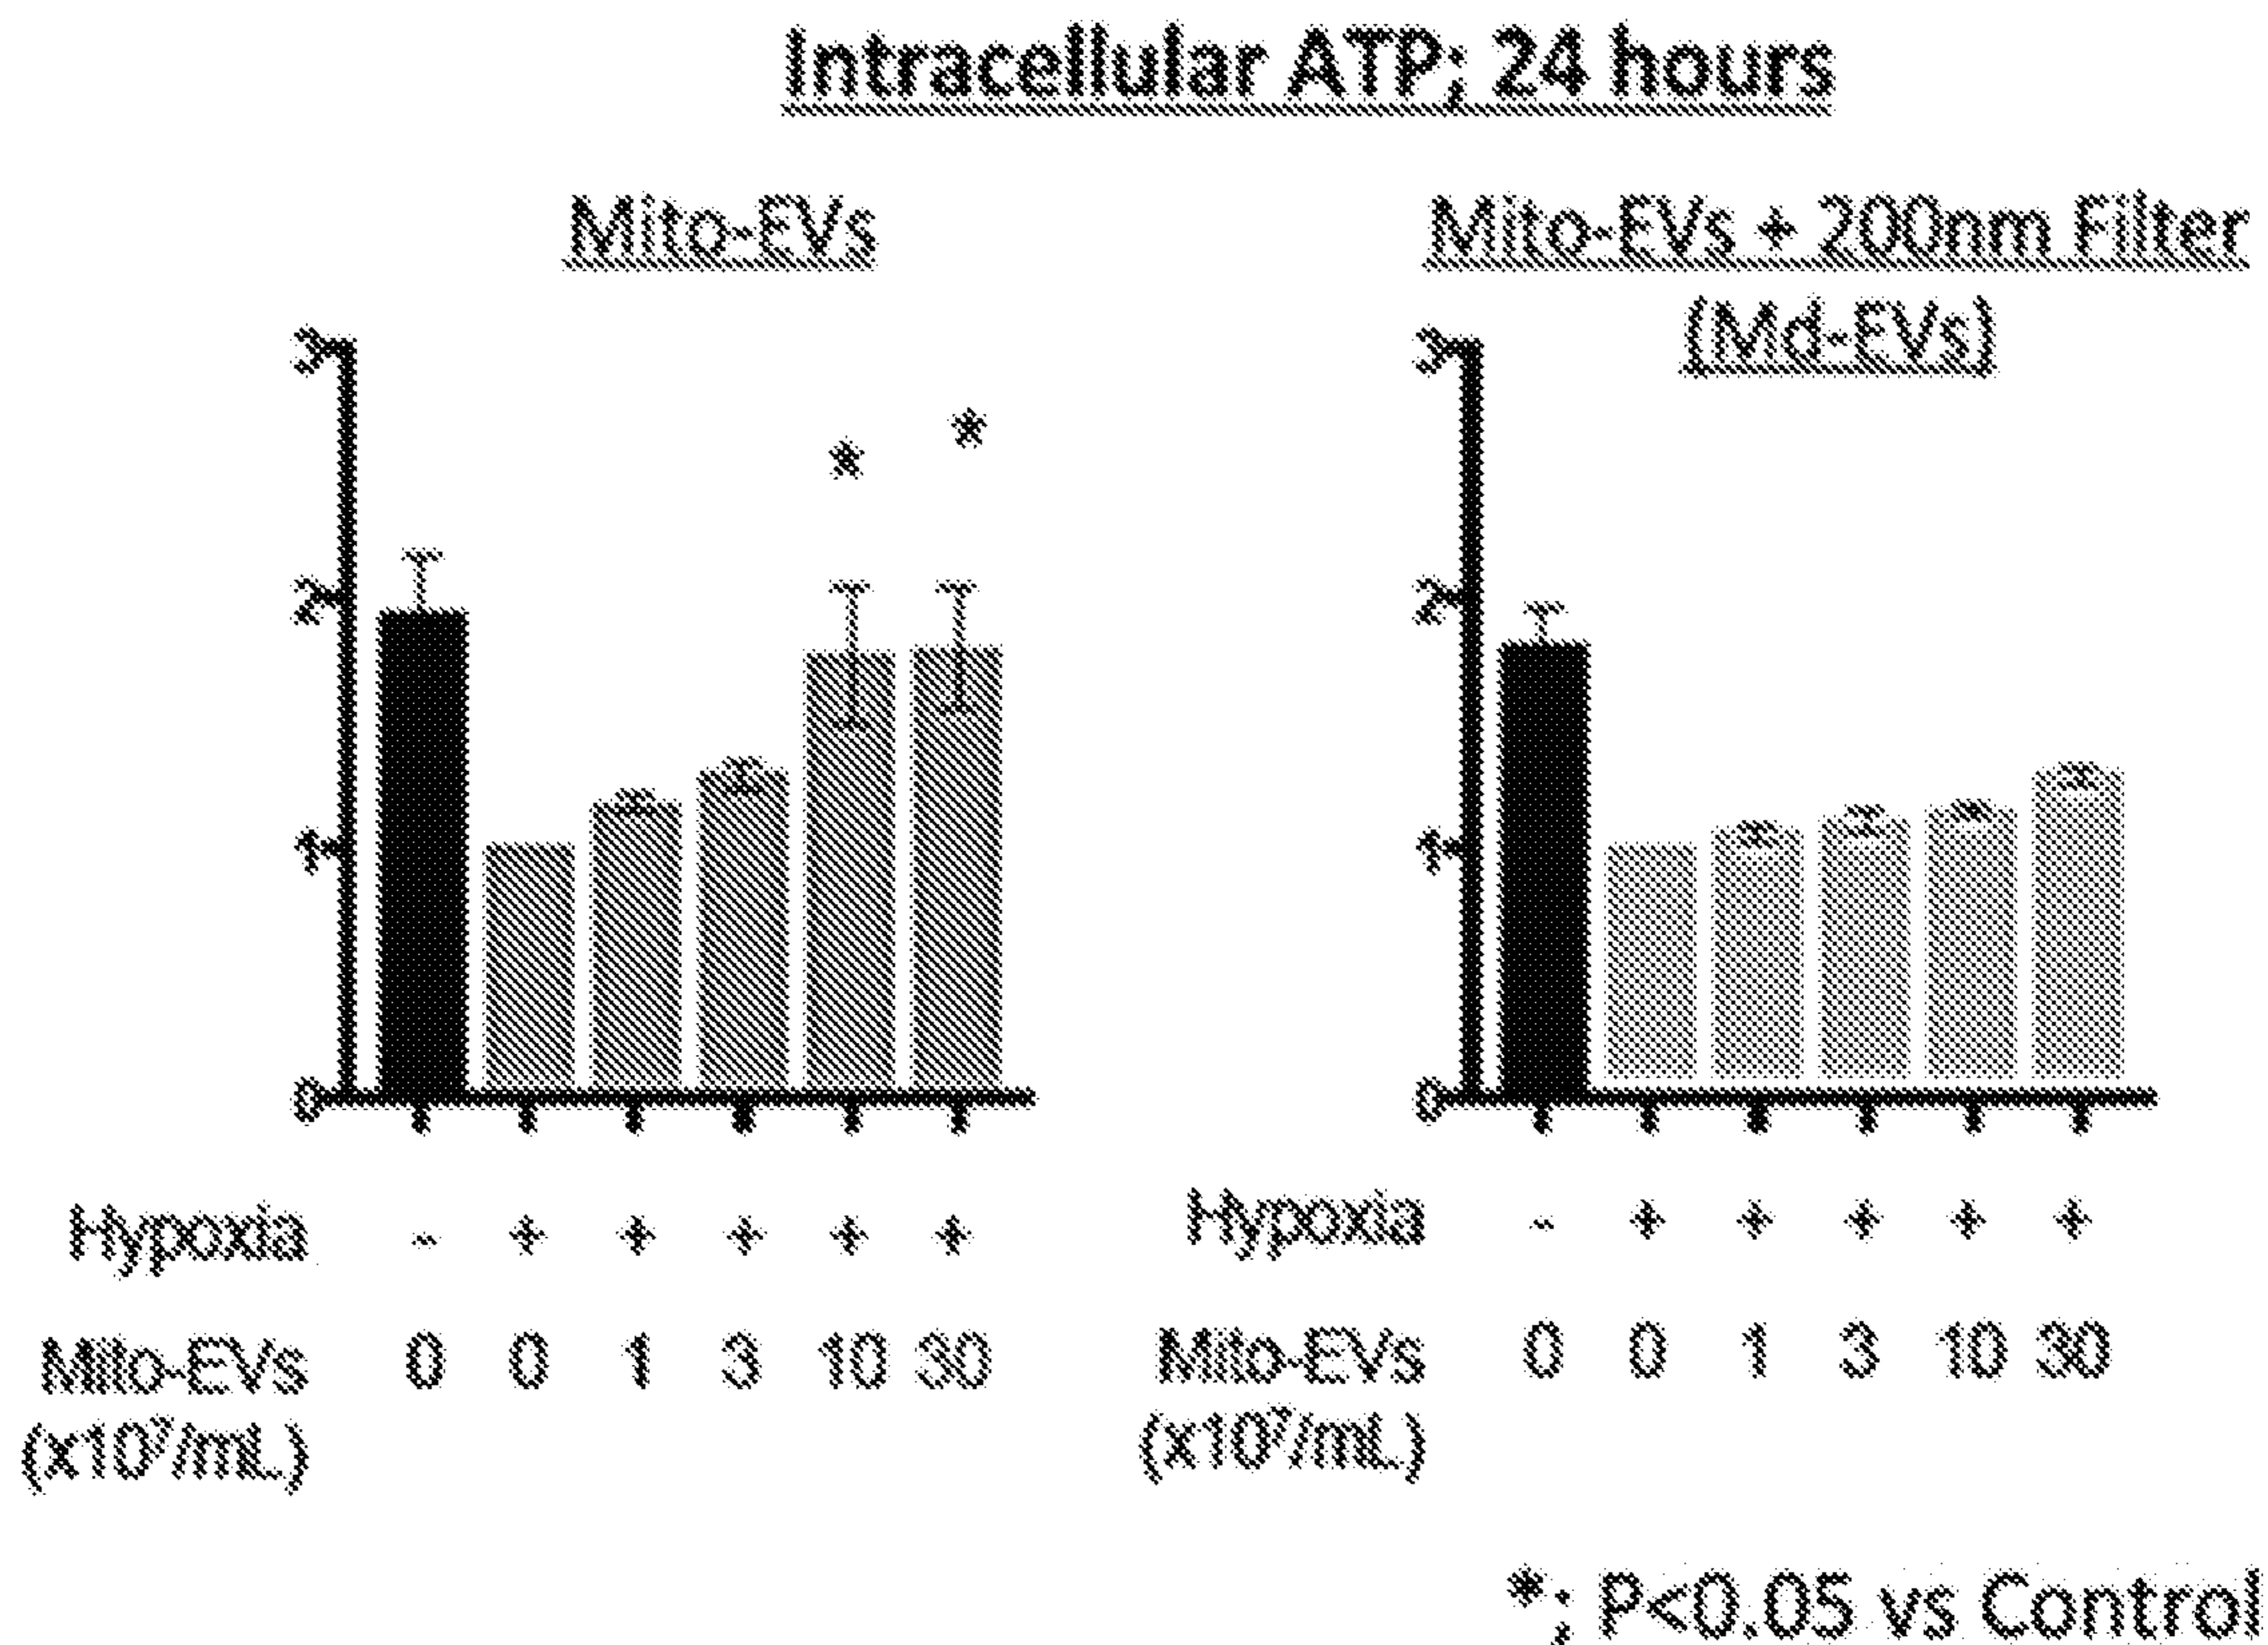 Intracellular ATP; 24 hours
Mito-EVs
3
2
1
0
* *
Hypoxia - + + + + +
Mito-EVs 0 0 1 3 10 30
(x10⁷/mL)
Mito-EVs + 200nm Filter
(Md-EVs)
3
2
1
0
Hypoxia - + + + + +
Mito-EVs 0 0 1 3 10 30
(x10⁷/mL)
*; P<0.05 vs Control